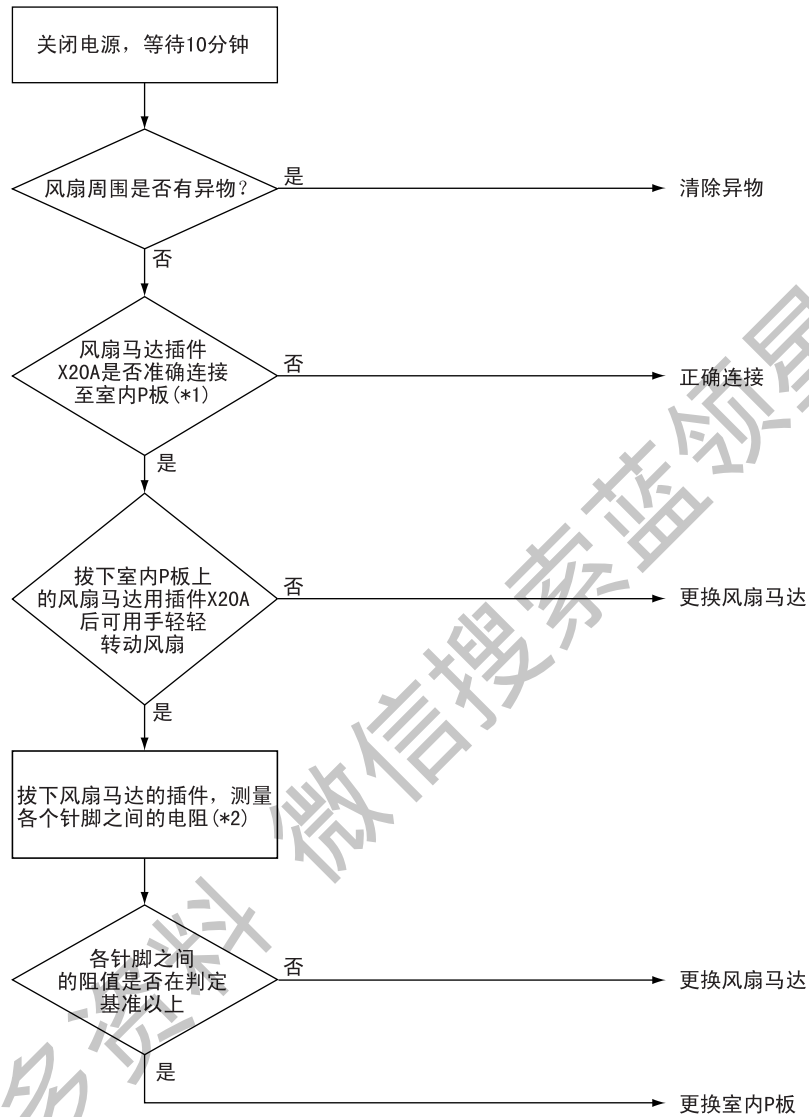 关闭电源，等待10分钟
风扇周围是否有异物？
是
清除异物
否
风扇马达插件
X20A是否准确连接
至室内P板(*1)
否
正确连接
是
拔下室内P板上
的风扇马达用插件X20A
后可用手轻轻
转动风扇
否
更换风扇马达
是
拔下风扇马达的插件，测量
各个针脚之间的电阻(*2)
各针脚之间
的阻值是否在判定
基准以上
否
更换风扇马达
是
更换室内P板
多资料 微信搜索蓝领星